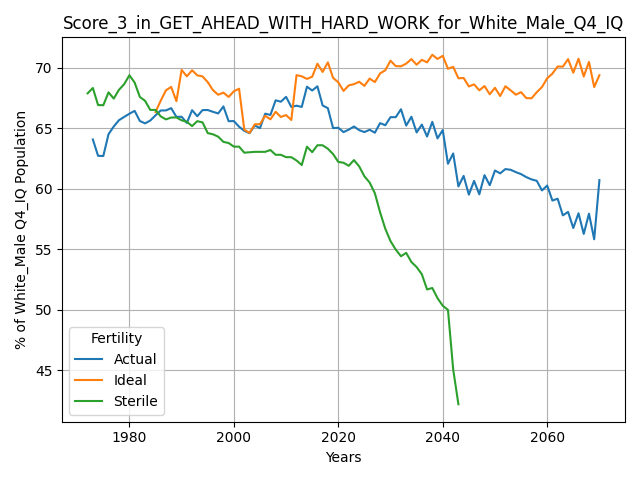 Score_3_in_GET_AHEAD_WITH_HARD_WORK_for_White_Male_Q4_IQ
% of White_Male Q4_IQ Population
70
65
60
55
50
45
Fertility
Actual
Ideal
Sterile
1980
2000
2020
2040
2060
Years